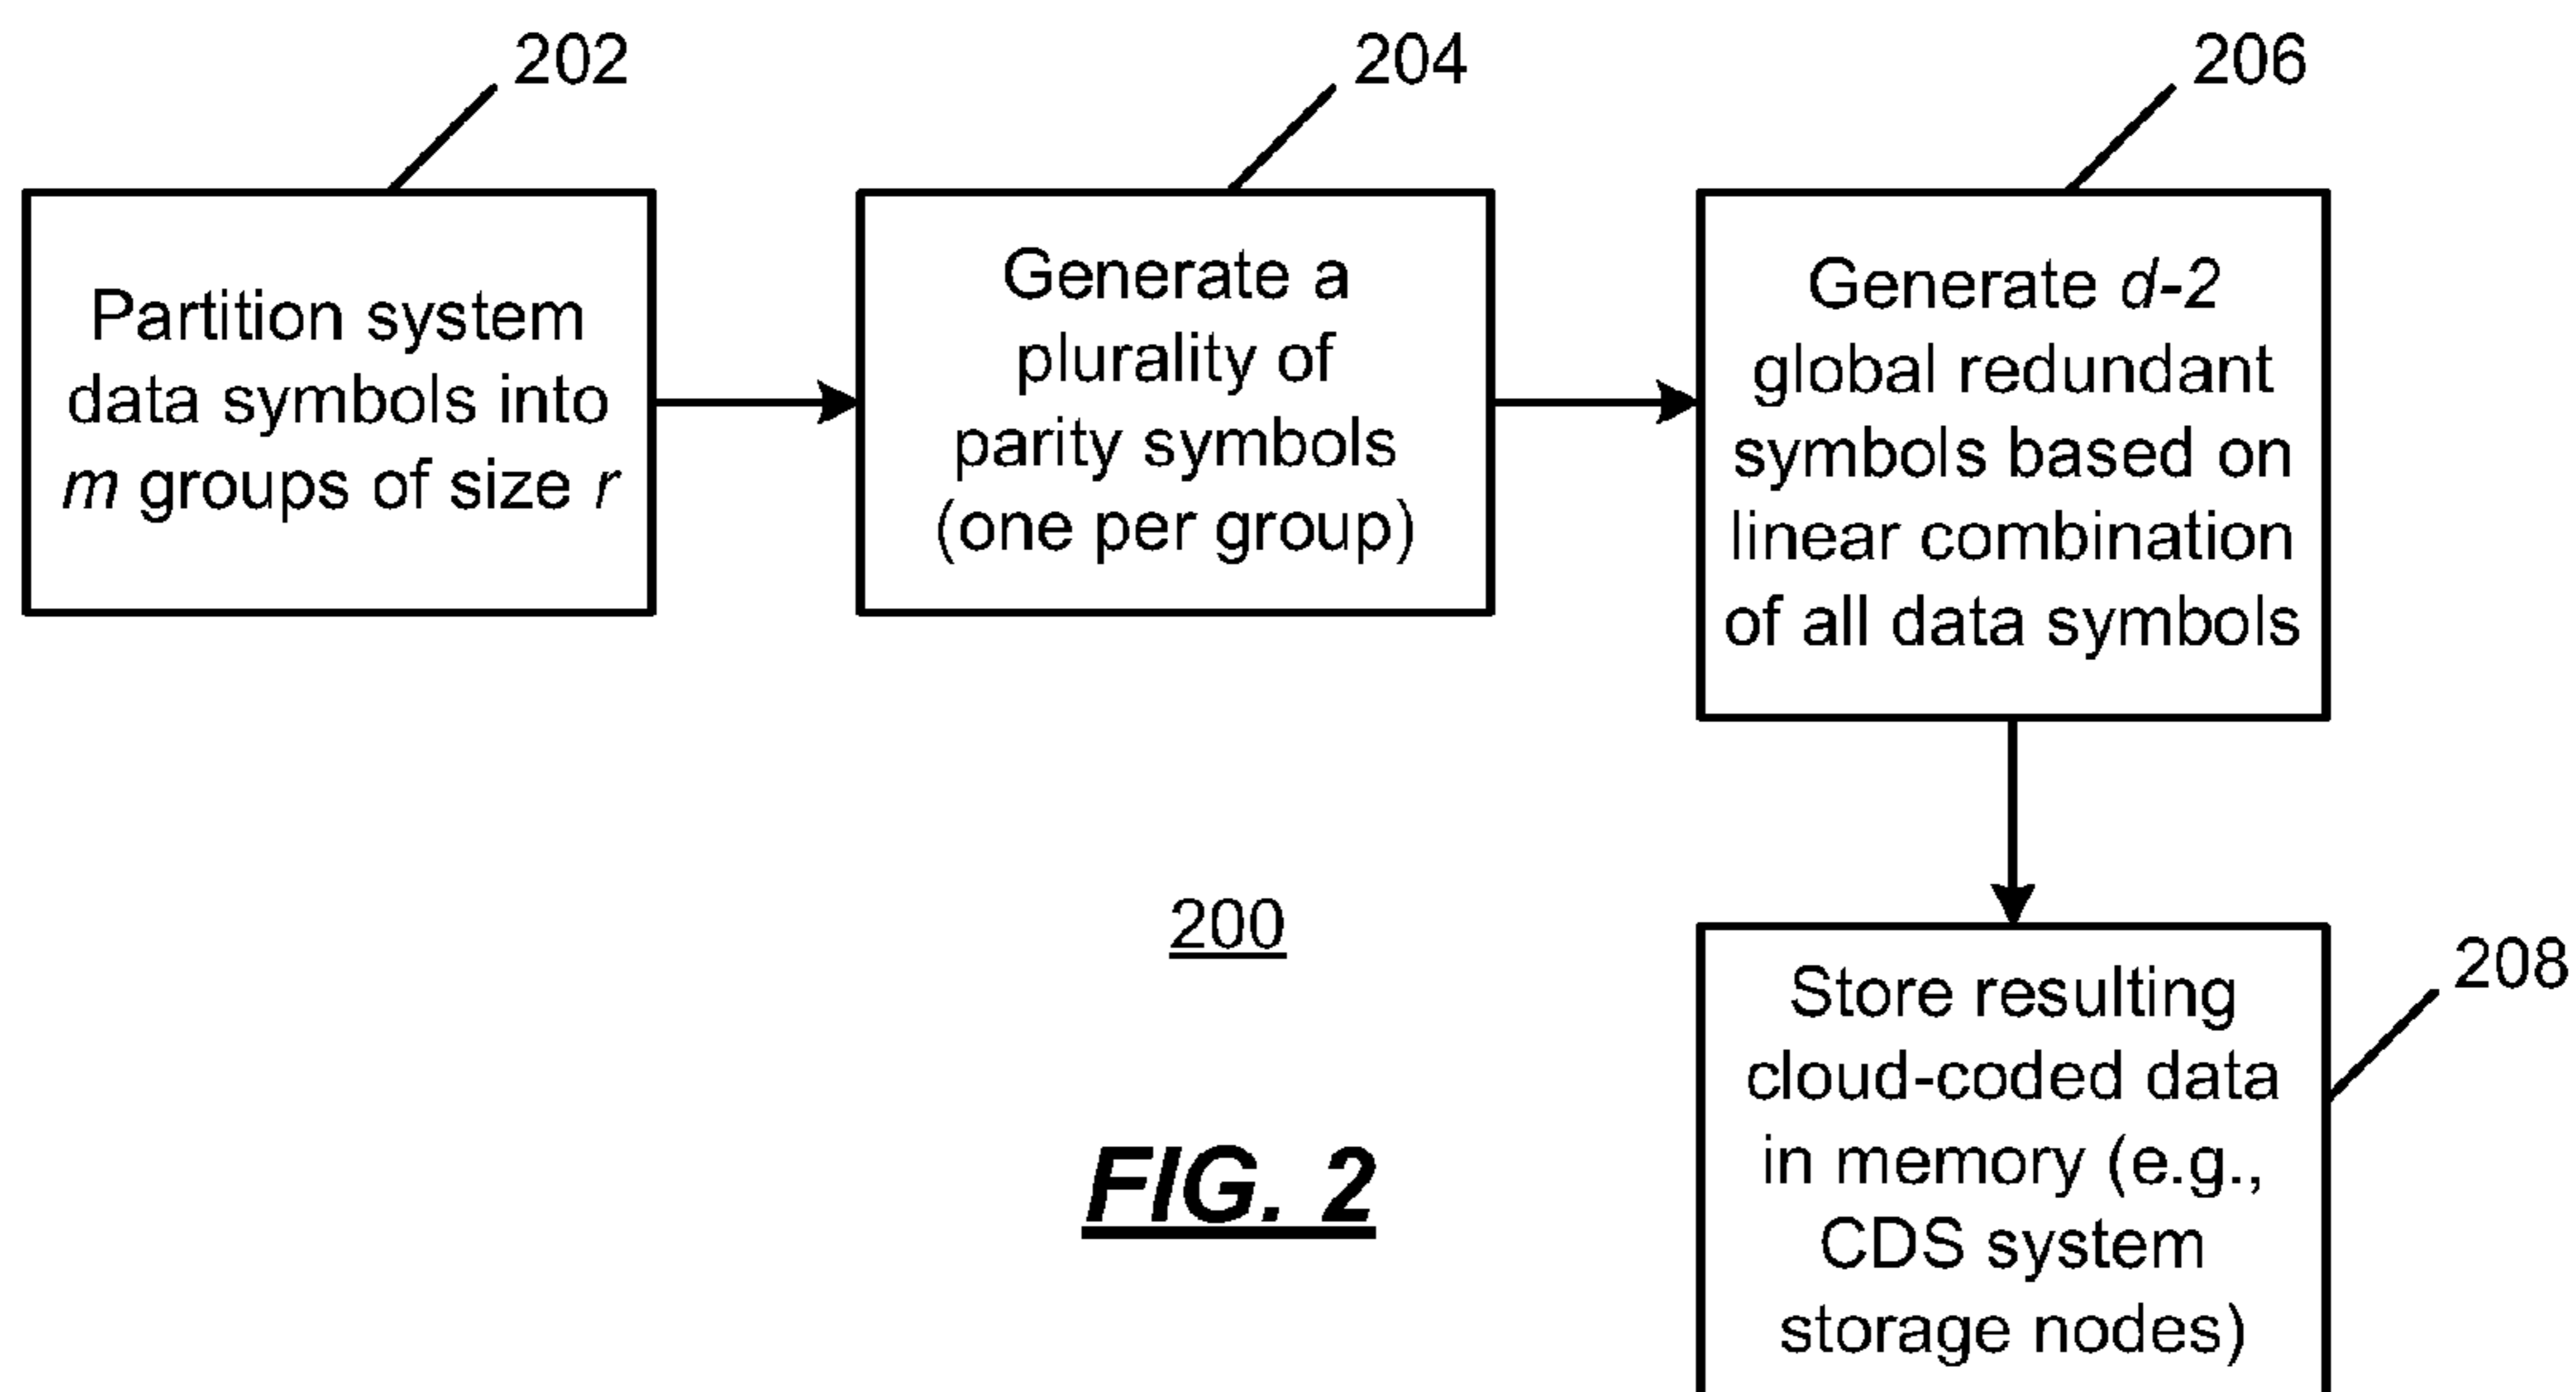 202
Partition system
data symbols into
m groups of size r
204
Generate a
plurality of
parity symbols
(one per group)
206
Generate d-2
global redundant
symbols based on
linear combination
of all data symbols
208
Store resulting
cloud-coded data
in memory (e.g.,
CDS system
storage nodes)
200
FIG. 2